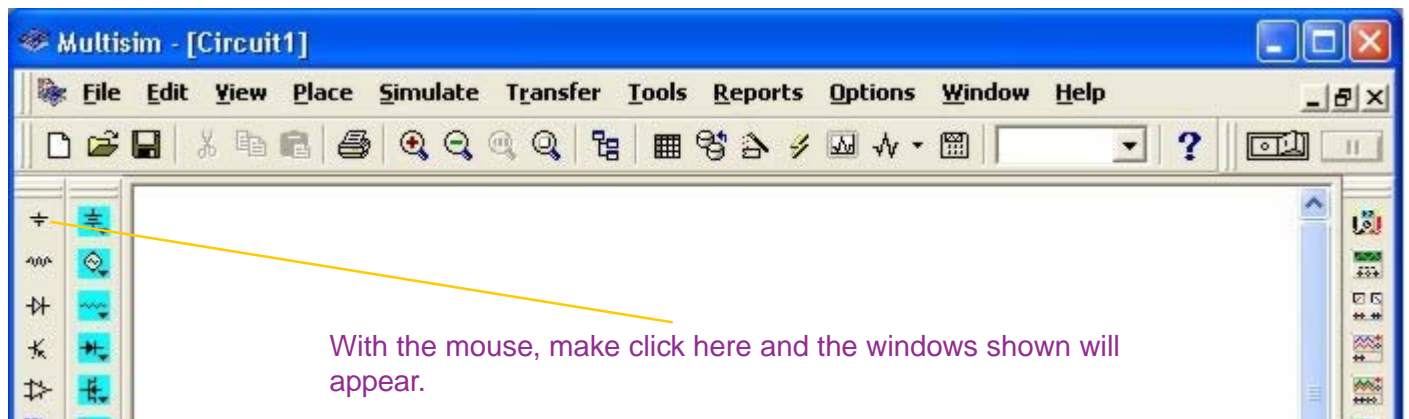 Multisim - [Circuit1]
File Edit View Place Simulate Transfer Tools Reports Options Window Help
With the mouse, make click here and the windows shown will
appear.